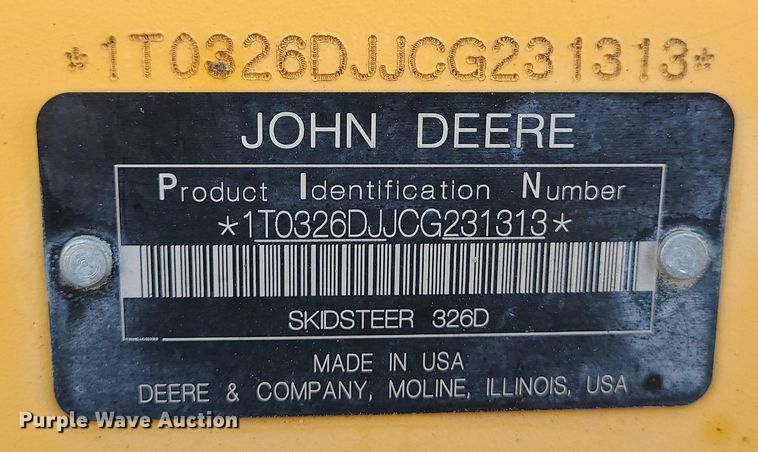 *1T0326DJJCG231313*
JOHN DEERE
Product Identification Number
*1T0326DJJCG231313*
SKIDSTEER 326D
MADE IN USA
DEERE & COMPANY, MOLINE, ILLINOIS, USA
Purple Wave Auction